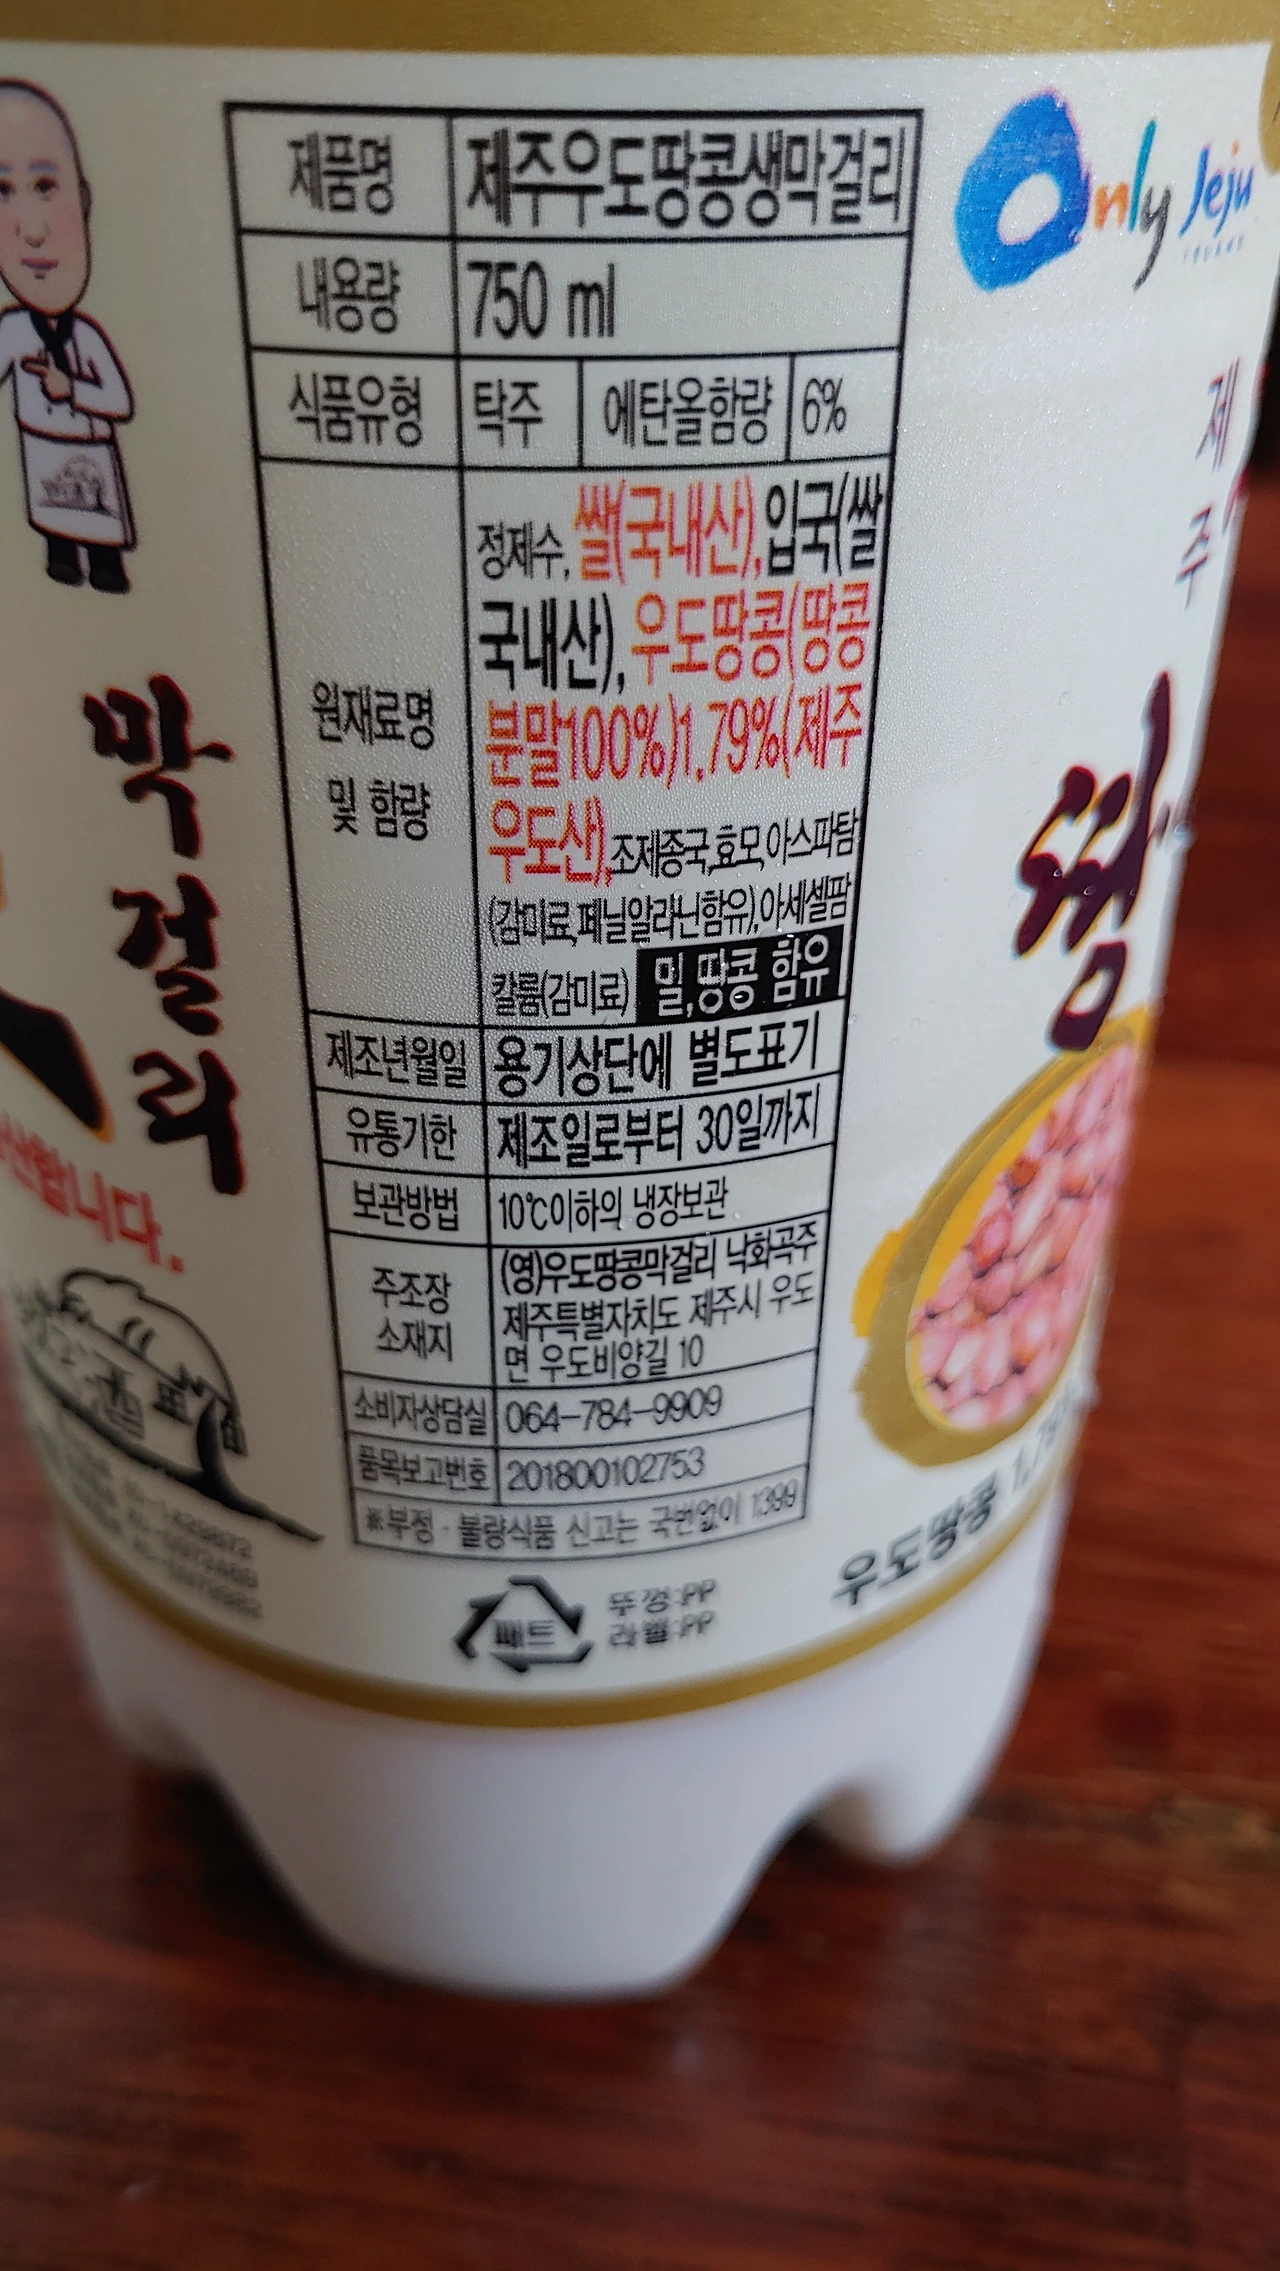 제품명 제주우도땅콩생막걸리
내용량 750 ml
식품유형 탁주 에탄올함량 6%
원재료명
및 함량
정제수, 쌀(국내산), 입국(쌀
국내산), 우도땅콩(땅콩
분말100%)1.79%(제주
우도산), 조제종국,효모,아스파탐
(감미료,페닐알라닌함유),아세셀팜
칼륨(감미료) 밀,땅콩 함유
제조년월일 용기상단에 별도표기
유통기한 제조일로부터 30일까지
보관방법 10℃이하의 냉장보관
주조장
소재지
(영)우도땅콩막걸리 낙화곡주
제주특별자치도 제주시 우도
면 우도비양길 10
소비자상담실 064-784-9909
품목보고번호 201800102753
※부정·불량식품 신고는 국번없이 1399
페트
뚜껑:PP
라벨:PP
막걸리
산합니다.
Only Jeju
ISLAND
제
주
땅
우도땅콩